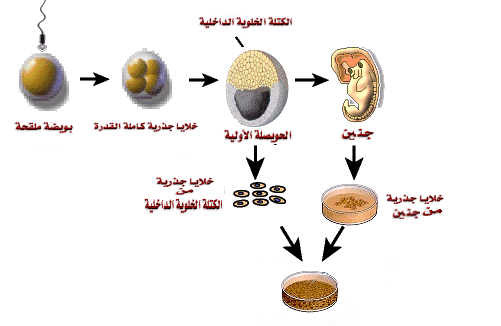 الكتلة الخلوية الداخلية
بويضة ملقحة
خلايا جذرية كاملة القدرة
الحويصلة الأولية
جنين
خلايا جذرية
من
الكتلة الخلوية الداخلية
خلايا جذرية
من جنين